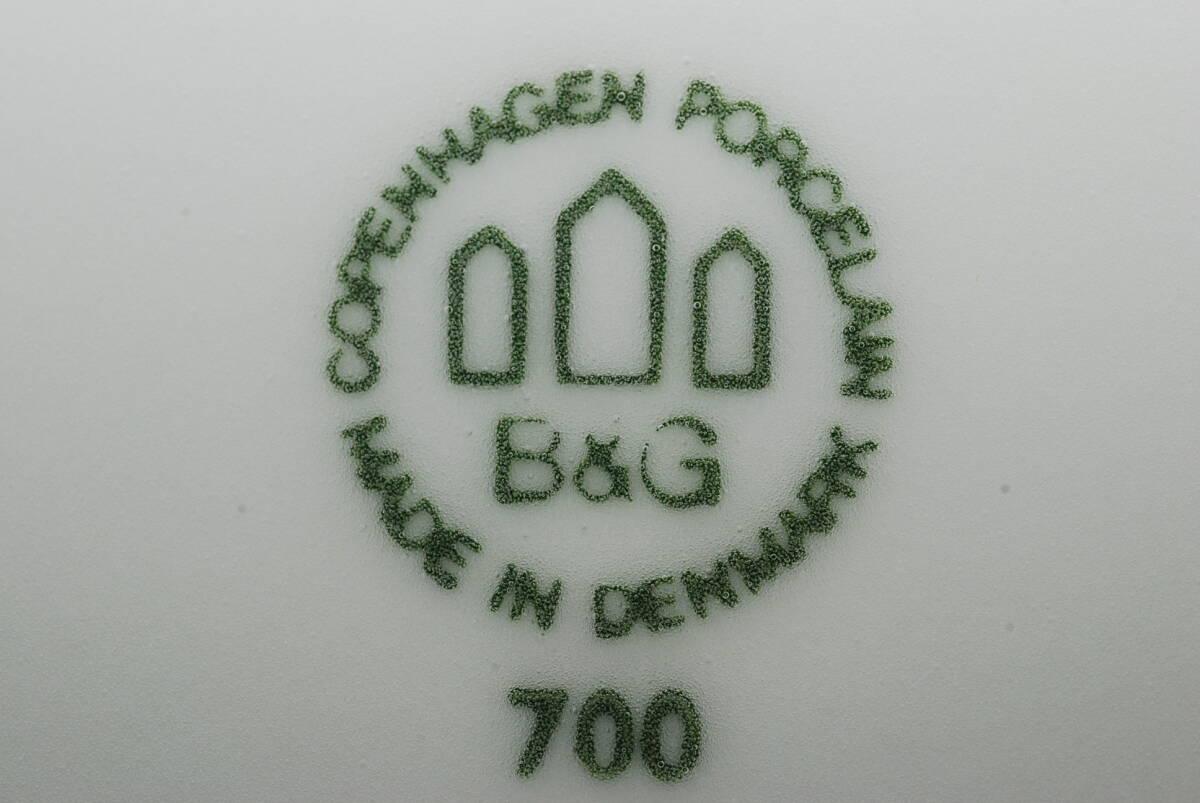 COPENHAGEN PORCELAIN
B&G
MADE IN DENMARK
700